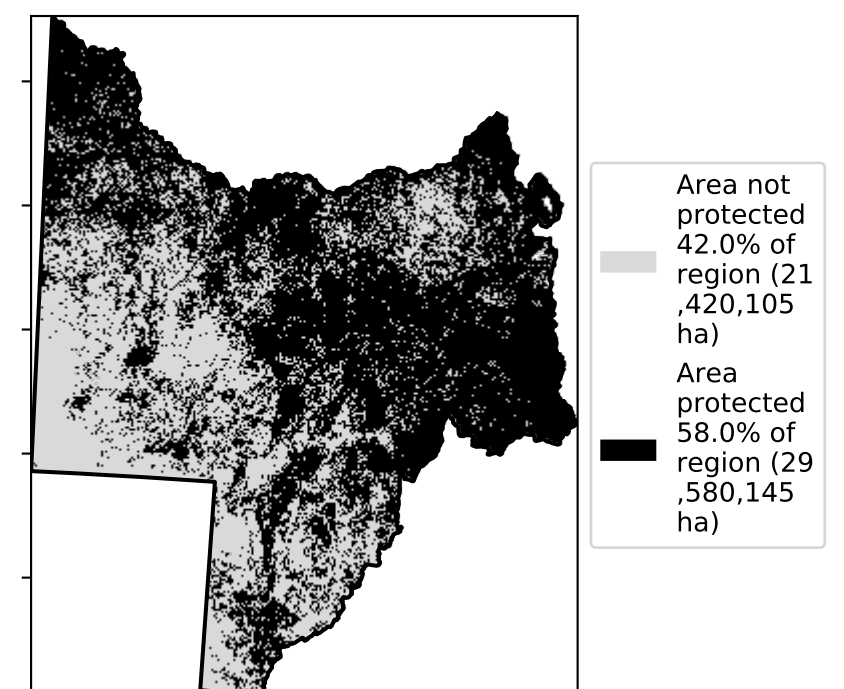 Area not
protected
42.0% of
region (21
,420,105
ha)
Area
protected
58.0% of
region (29
,580,145
ha)